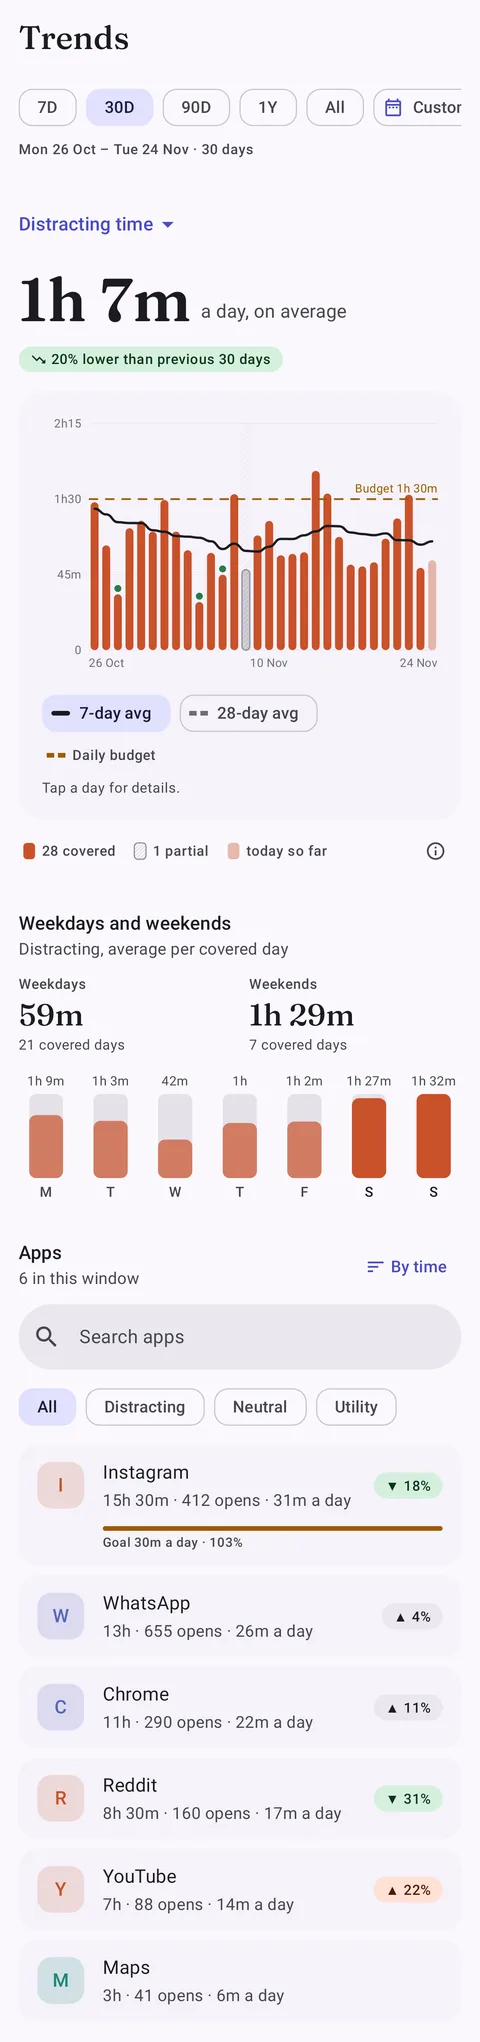 Trends
7D 30D 90D 1Y All Custor
Mon 26 Oct – Tue 24 Nov · 30 days
Distracting time
1h 7m a day, on average
20% lower than previous 30 days
2h15
Budget 1h 30m
1h30
45m
0
26 Oct 10 Nov 24 Nov
7-day avg 28-day avg
Daily budget
Tap a day for details.
28 covered 1 partial today so far
Weekdays and weekends
Distracting, average per covered day
Weekdays Weekends
59m 1h 29m
21 covered days 7 covered days
1h 9m 1h 3m 42m 1h 1h 2m 1h 27m 1h 32m
M T W T F S S
Apps
6 in this window
By time
Search apps
All Distracting Neutral Utility
I Instagram
15h 30m · 412 opens · 31m a day
▼ 18%
Goal 30m a day · 103%
W WhatsApp
13h · 655 opens · 26m a day
▲ 4%
C Chrome
11h · 290 opens · 22m a day
▲ 11%
R Reddit
8h 30m · 160 opens · 17m a day
▼ 31%
Y YouTube
7h · 88 opens · 14m a day
▲ 22%
M Maps
3h · 41 opens · 6m a day